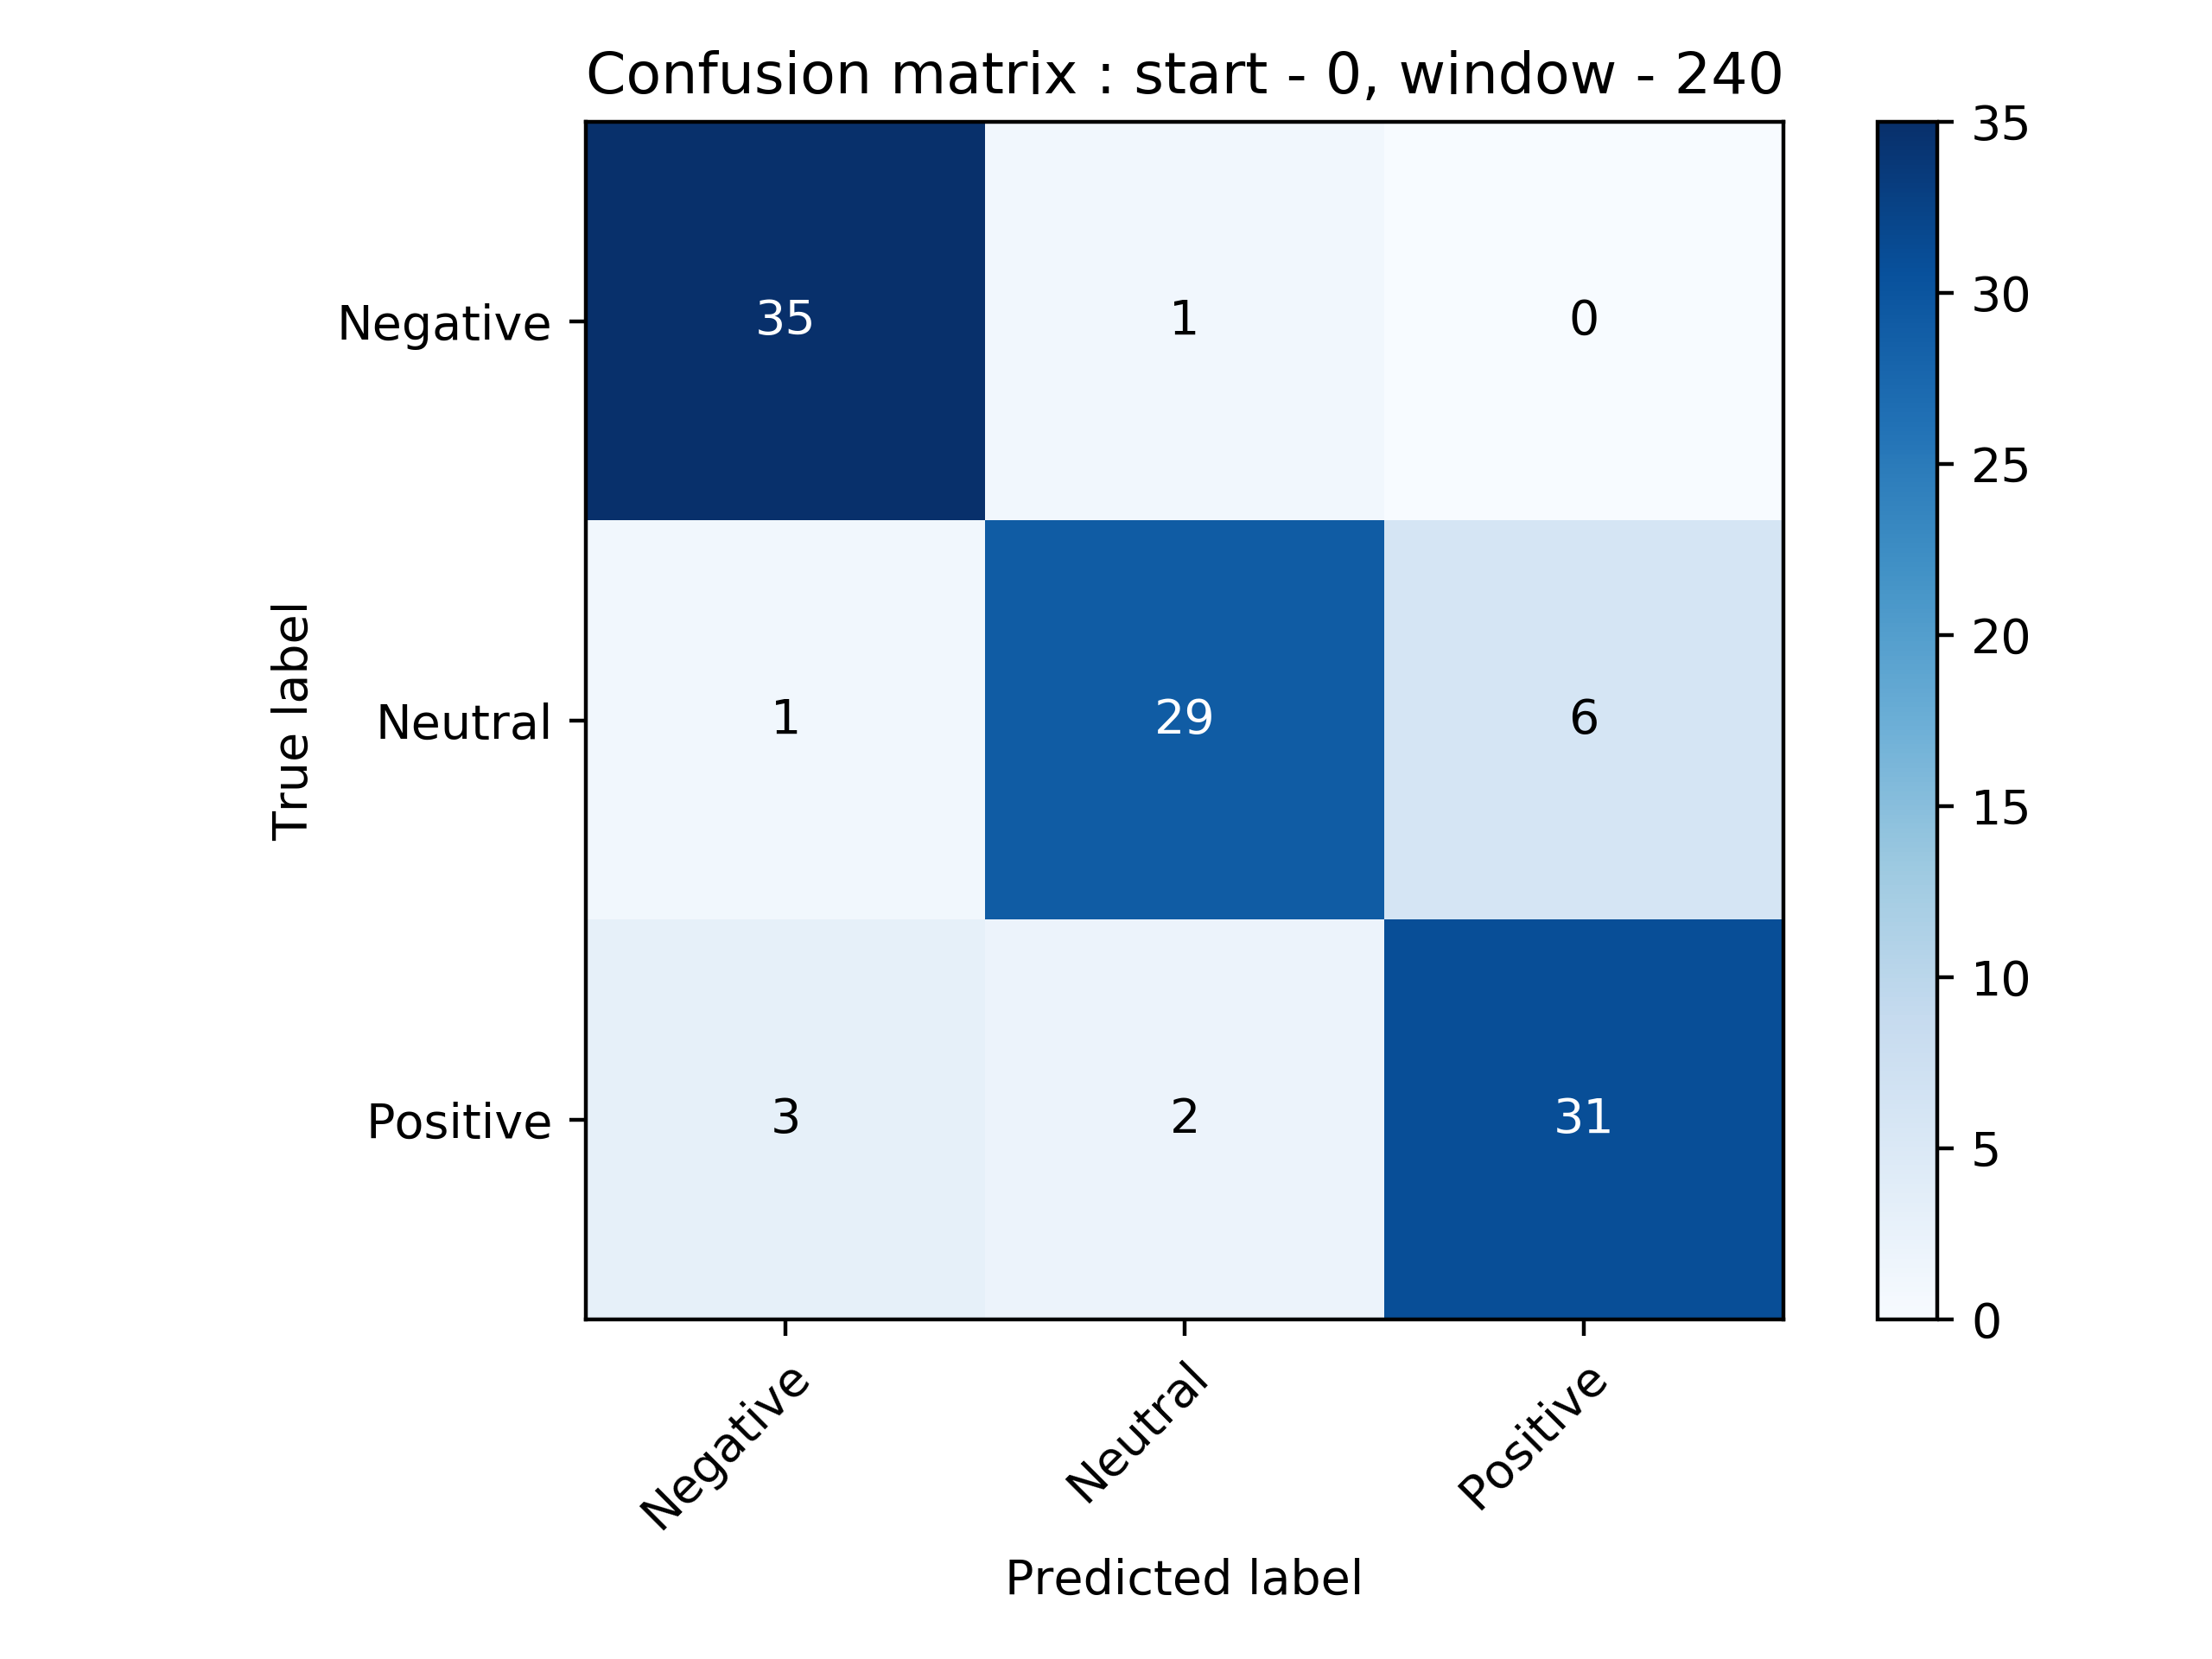 Confusion matrix : start - 0, window - 240
35
30
25
20
15
10
5
0
True label
Negative 35 1 0
Neutral 1 29 6
Positive 3 2 31
Negative Neutral Positive
Predicted label